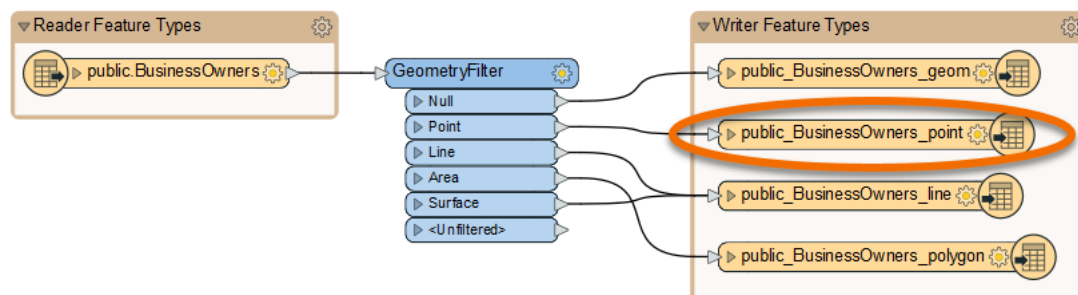 Reader Feature Types
public.BusinessOwners
GeometryFilter
Null
Point
Line
Area
Surface
<Unfiltered>
Writer Feature Types
public_BusinessOwners_geom
public_BusinessOwners_point
public_BusinessOwners_line
public_BusinessOwners_polygon